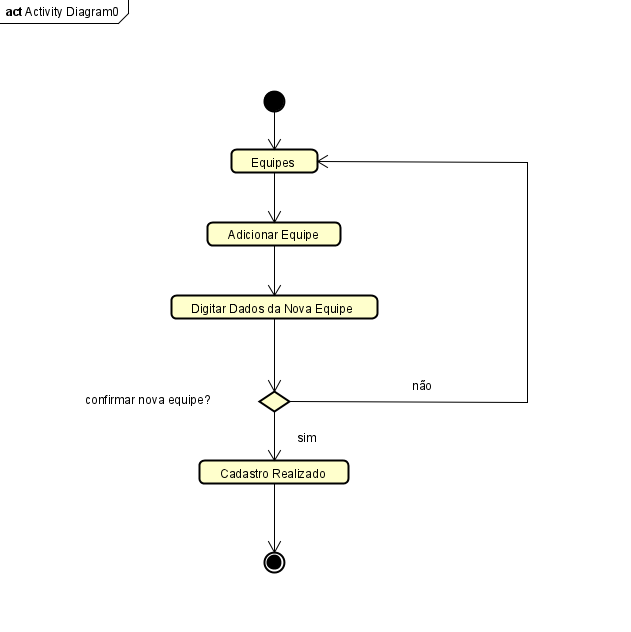 act Activity Diagram0
Equipes
Adicionar Equipe
Digitar Dados da Nova Equipe
não
confirmar nova equipe?
sim
Cadastro Realizado